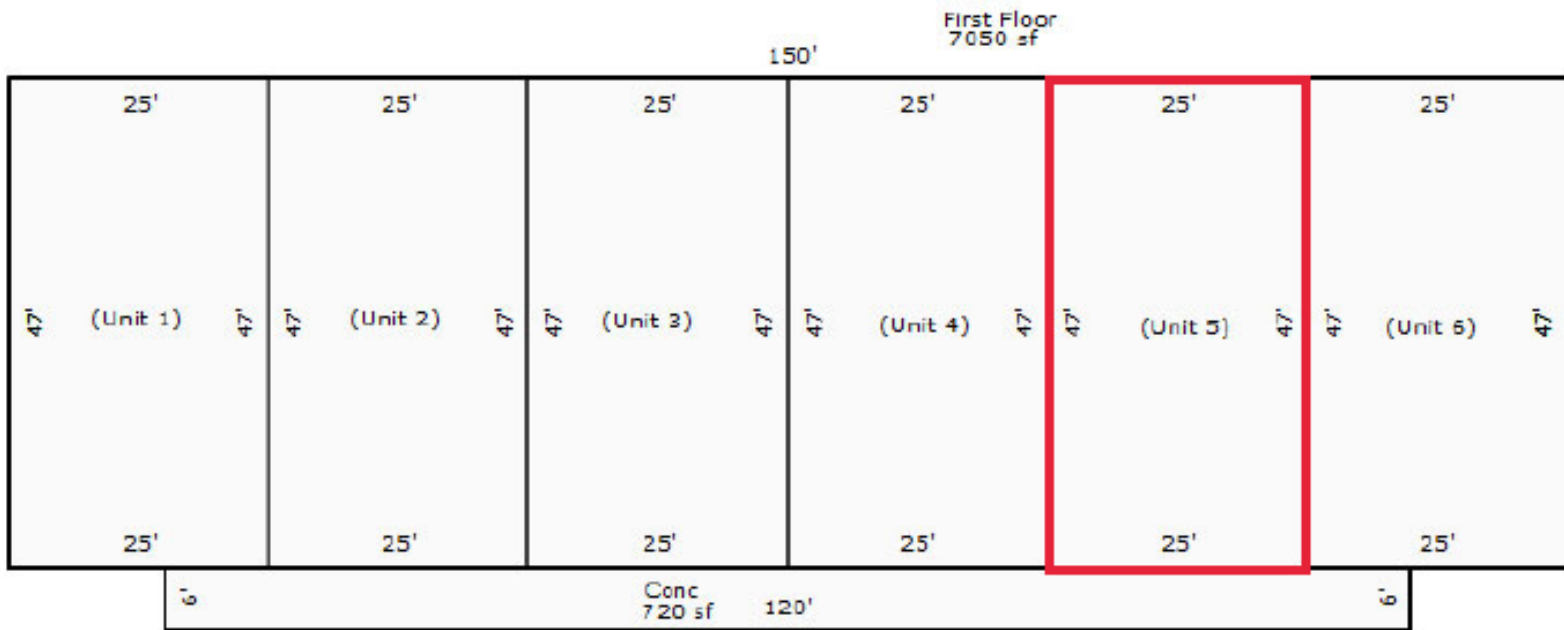 First Floor
7050 sf
150'
25' 25' 25' 25' 25' 25'
47' (Unit 1) 47' 47' (Unit 2) 47' 47' (Unit 3) 47' 47' (Unit 4) 47' 47' (Unit 5) 47' 47' (Unit 6) 47'
25' 25' 25' 25' 25' 25'
6' Conc 6'
720 sf 120'